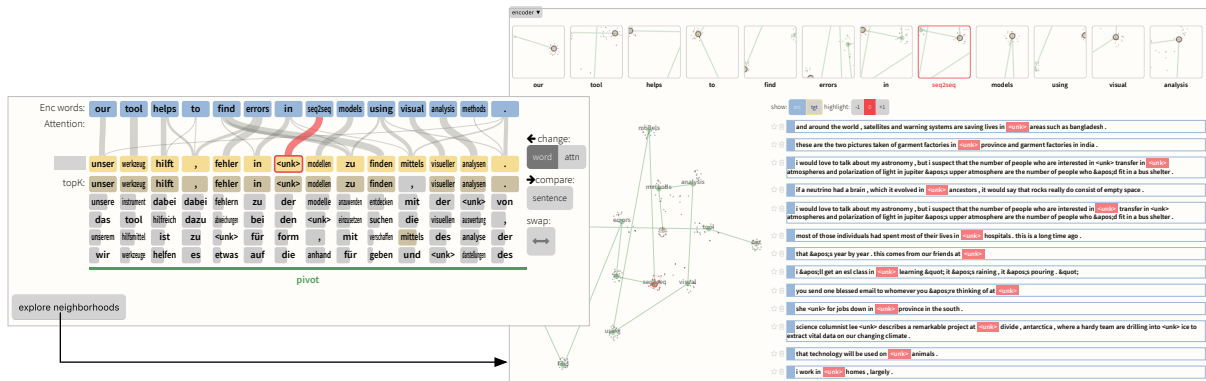 encoder ▼
our tool helps to find errors in seq2seq models using visual analysis
Enc words: our tool helps to find errors in seq2seq models using visual analysis methods .
Attention:
unser werkzeug hilft , fehler in <unk> modellen zu finden mittels visueller analysen .
topK: unser werkzeug hilft , fehler in <unk> modellen zu finden , visueller analysen .
unsere instrument dabei dabei fehlern zu der modelle anzuwenden entdecken mit der <unk> von
das tool hilfreich dazu abweichungen bei den <unk> einzusetzen suchen die visuellen auswertung ,
unserem hilfsmittel ist zu <unk> für form , mit verschaffen mittels des analyse der
wir werkzeuge helfen es etwas auf die anhand für geben und <unk> darstellungen des
pivot
explore neighborhoods
change:
word attn
compare:
sentence
swap:
show: src tgt highlight: -1 0 +1
models
methods
analysis
errors
tool
seq2seq
visual
using
and around the world , satellites and warning systems are saving lives in <unk> areas such as bangladesh .
these are the two pictures taken of garment factories in <unk> province and garment factories in india .
i would love to talk about my astronomy , but i suspect that the number of people who are interested in <unk> transfer in <unk>
atmospheres and polarization of light in jupiter &apos;s upper atmosphere are the number of people who &apos;d fit in a bus shelter .
if a neutrino had a brain , which it evolved in <unk> ancestors , it would say that rocks really do consist of empty space .
i would love to talk about my astronomy , but i suspect that the number of people who are interested in <unk> transfer in <unk>
atmospheres and polarization of light in jupiter &apos;s upper atmosphere are the number of people who &apos;d fit in a bus shelter .
most of those individuals had spent most of their lives in <unk> hospitals . this is a long time ago .
that &apos;s year by year . this comes from our friends at <unk>
i &apos;ll get an esl class in <unk> learning &quot; it &apos;s raining , it &apos;s pouring . &quot;
you send one blessed email to whomever you &apos;re thinking of at <unk>
she <unk> for jobs down in <unk> province in the south .
science columnist lee <unk> describes a remarkable project at <unk> divide , antarctica , where a hardy team are drilling into <unk> ice to
extract vital data on our changing climate .
that technology will be used on <unk> animals .
i work in <unk> homes , largely .